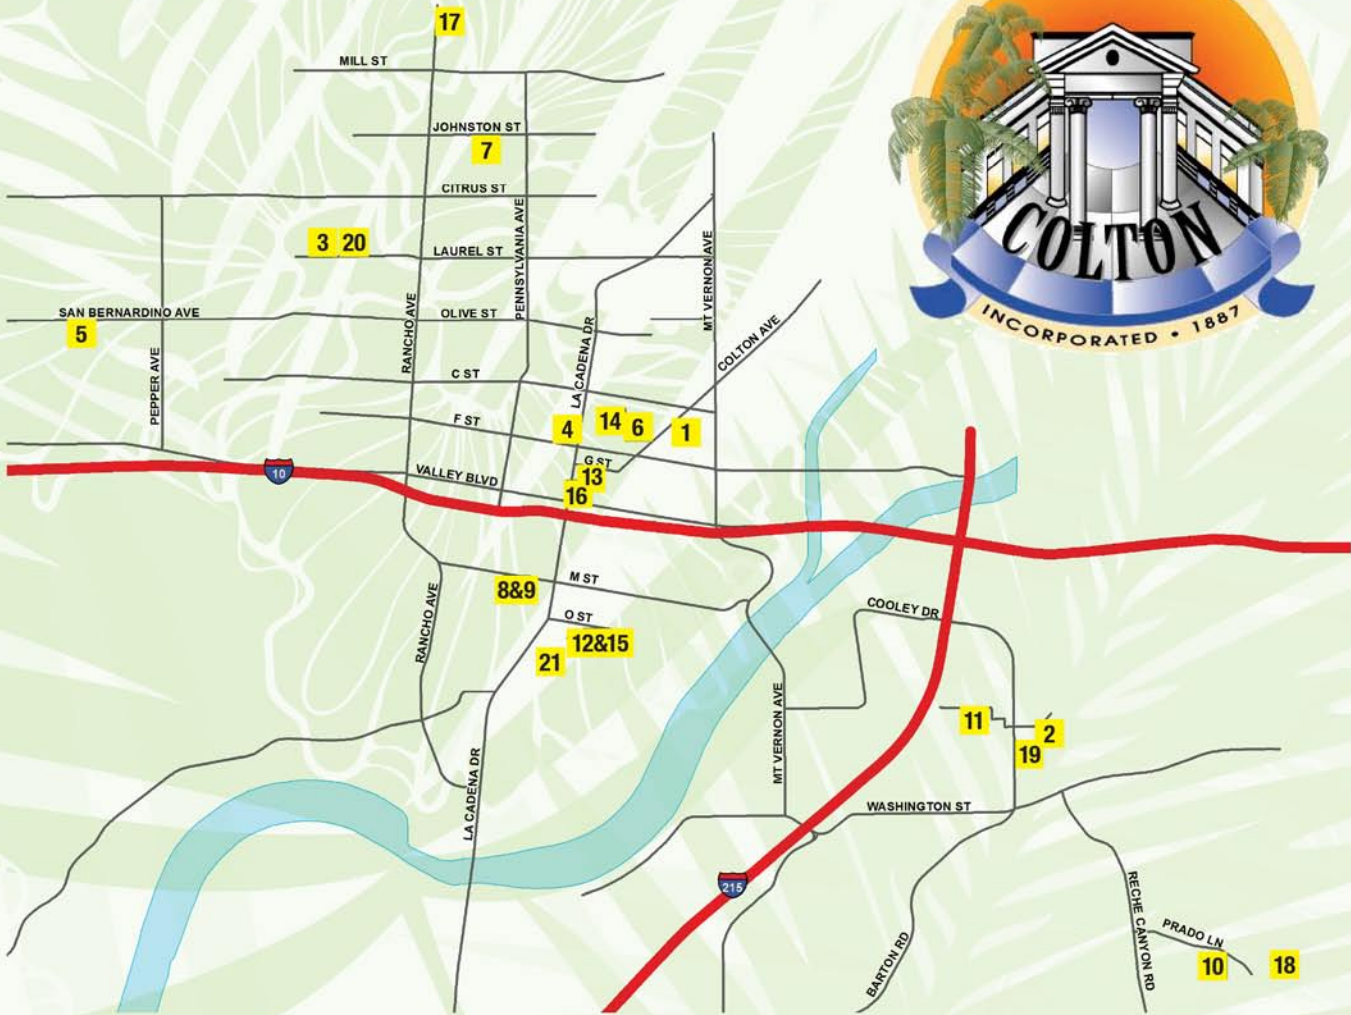 17
MILL ST
JOHNSTON ST
7
CITRUS ST
PENNSYLVANIA AVE
3 20
LAUREL ST
MT VERNON AVE
COLTON
INCORPORATED • 1887
SAN BERNARDINO AVE
5
OLIVE ST
RANCHO AVE
LA CADENA DR
COLTON AVE
PEPPER AVE
C ST
F ST
4
14
6
1
G ST
10
VALLEY BLVD
13
16
8&9
M ST
RANCHO AVE
O ST
12&15
21
COOLEY DR
MT VERNON AVE
11
2
19
LA CADENA DR
WASHINGTON ST
215
RECHE CANYON RD
BARTON RD
PRADO LN
10
18